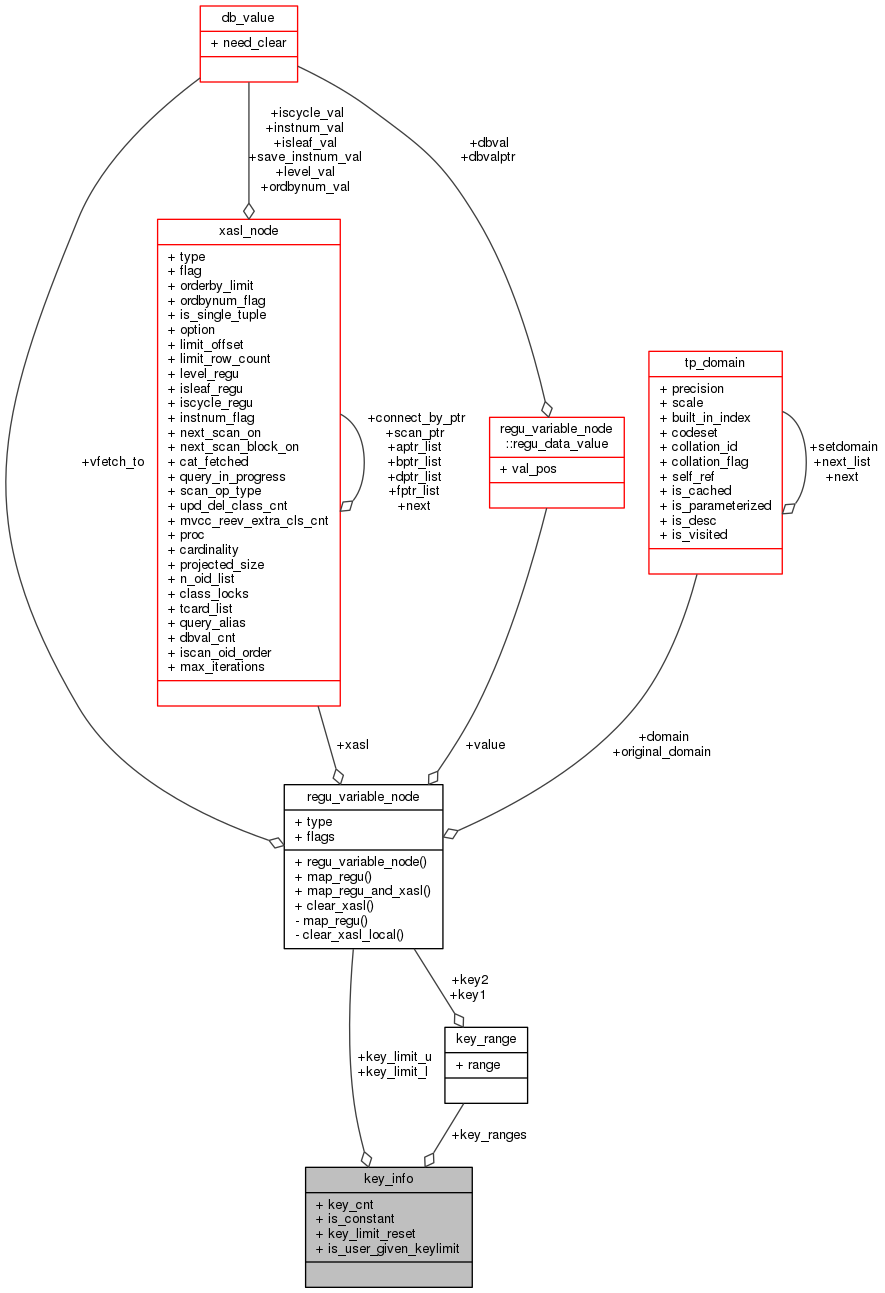 db_value
+ need_clear
+iscycle_val
+instnum_val
+isleaf_val
+save_instnum_val
+level_val
+ordbynum_val
+dbval
+dbvalptr
xasl_node
+ type
+ flag
+ orderby_limit
+ ordbynum_flag
+ is_single_tuple
+ option
+ limit_offset
+ limit_row_count
+ level_regu
+ isleaf_regu
+ iscycle_regu
+ instnum_flag
+ next_scan_on
+ next_scan_block_on
+ cat_fetched
+ query_in_progress
+ scan_op_type
+ upd_del_class_cnt
+ mvcc_reev_extra_cls_cnt
+ proc
+ cardinality
+ projected_size
+ n_oid_list
+ class_locks
+ tcard_list
+ query_alias
+ dbval_cnt
+ iscan_oid_order
+ max_iterations
+connect_by_ptr
+scan_ptr
+aptr_list
+bptr_list
+dptr_list
+fptr_list
+next
regu_variable_node
::regu_data_value
+ val_pos
tp_domain
+ precision
+ scale
+ built_in_index
+ codeset
+ collation_id
+ collation_flag
+ self_ref
+ is_cached
+ is_parameterized
+ is_desc
+ is_visited
+setdomain
+next_list
+next
+vfetch_to
+xasl
+value
+domain
+original_domain
regu_variable_node
+ type
+ flags
+ regu_variable_node()
+ map_regu()
+ map_regu_and_xasl()
+ clear_xasl()
- map_regu()
- clear_xasl_local()
+key2
+key1
key_range
+ range
+key_limit_u
+key_limit_l
+key_ranges
key_info
+ key_cnt
+ is_constant
+ key_limit_reset
+ is_user_given_keylimit